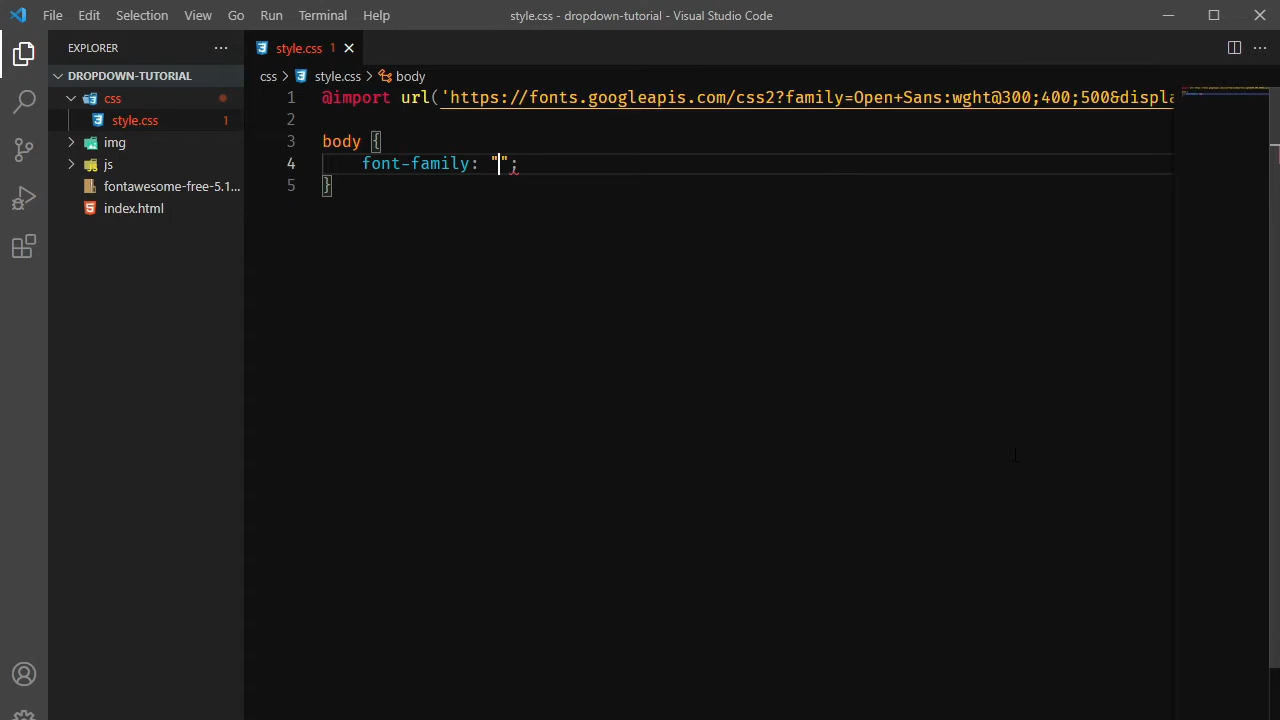 File Edit Selection View Go Run Terminal Help
style.css - dropdown-tutorial - Visual Studio Code
EXPLORER
style.css 1
DROPDOWN-TUTORIAL
css > style.css > body
css
style.css 1
img
js
fontawesome-free-5.1...
index.html
1 @import url('https://fonts.googleapis.com/css2?family=Open+Sans:wght@300;400;500&displa
2
3 body {
4 font-family: "";
5 }